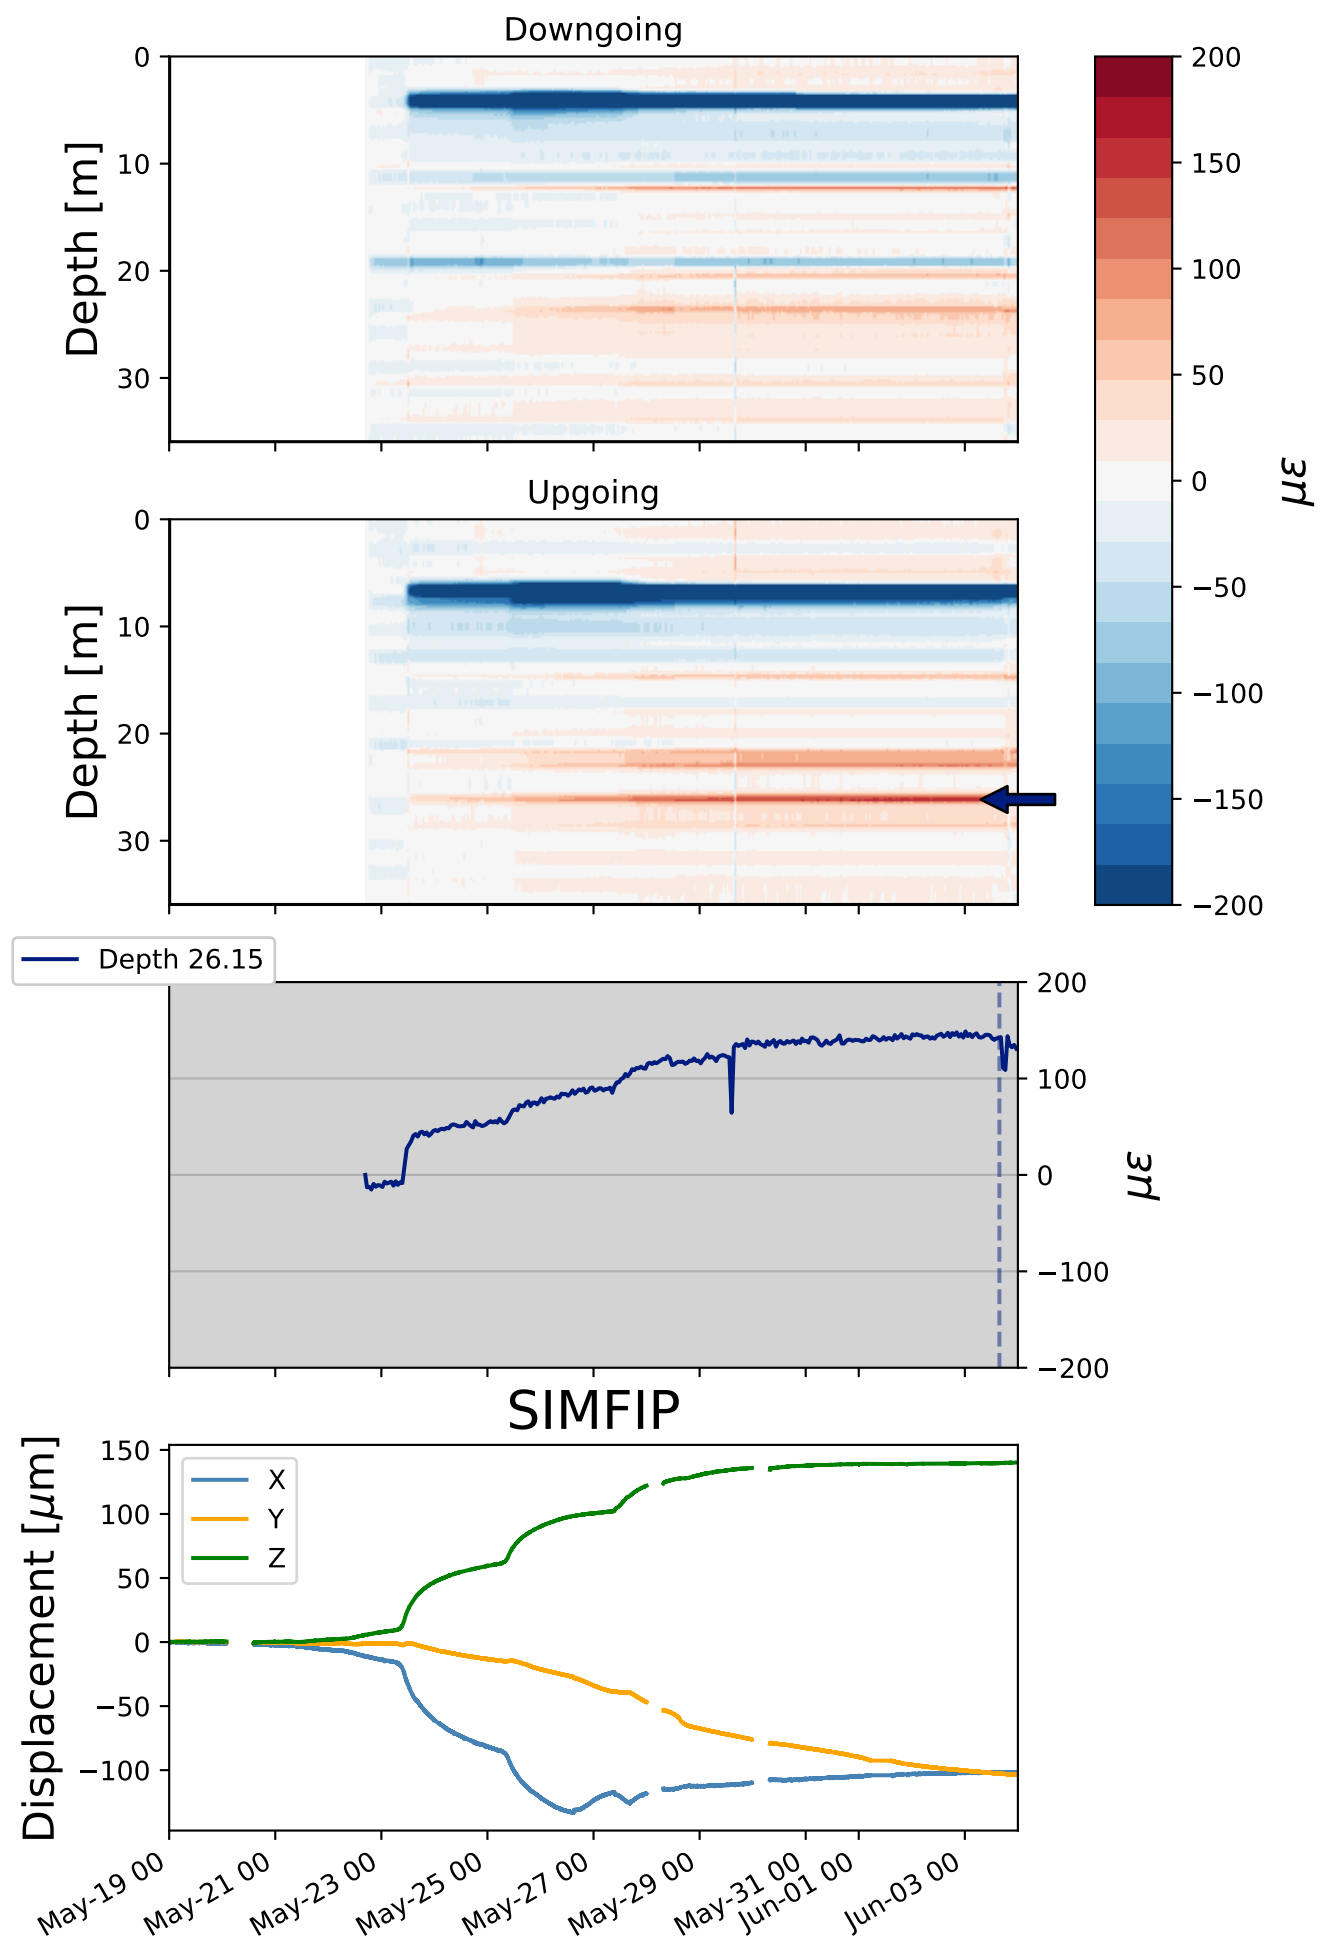 Downgoing
0
10
20
30
Depth [m]
200
150
100
50
0
−50
−100
−150
−200
με
Upgoing
0
10
20
30
Depth [m]
Depth 26.15
200
100
0
−100
−200
με
SIMFIP
150
100
50
0
−50
−100
Displacement [μm]
X
Y
Z
May-19 00
May-21 00
May-23 00
May-25 00
May-27 00
May-29 00
May-31 00
Jun-01 00
Jun-03 00